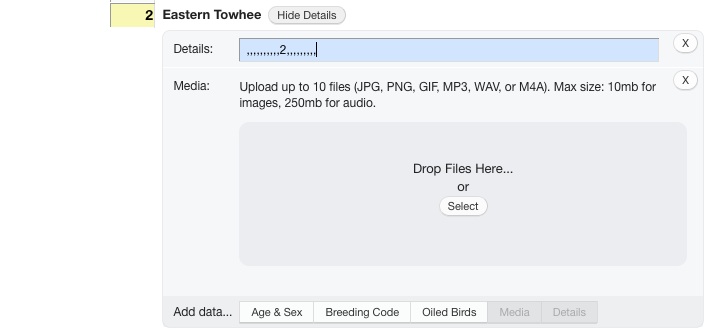 2 Eastern Towhee Hide Details
Details: ,,,,,,,,,,2,,,,,,,,, X
Media: Upload up to 10 files (JPG, PNG, GIF, MP3, WAV, or M4A). Max size: 10mb for X
images, 250mb for audio.
Drop Files Here...
or
Select
Add data... Age & Sex Breeding Code Oiled Birds Media Details